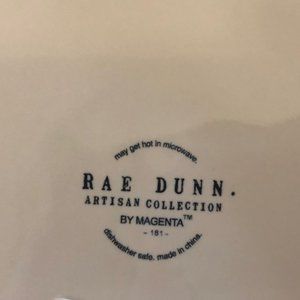 may get hot in microwave.
RAE DUNN.
ARTISAN COLLECTION
BY MAGENTA™
- 181 -
dishwasher safe. made in china.